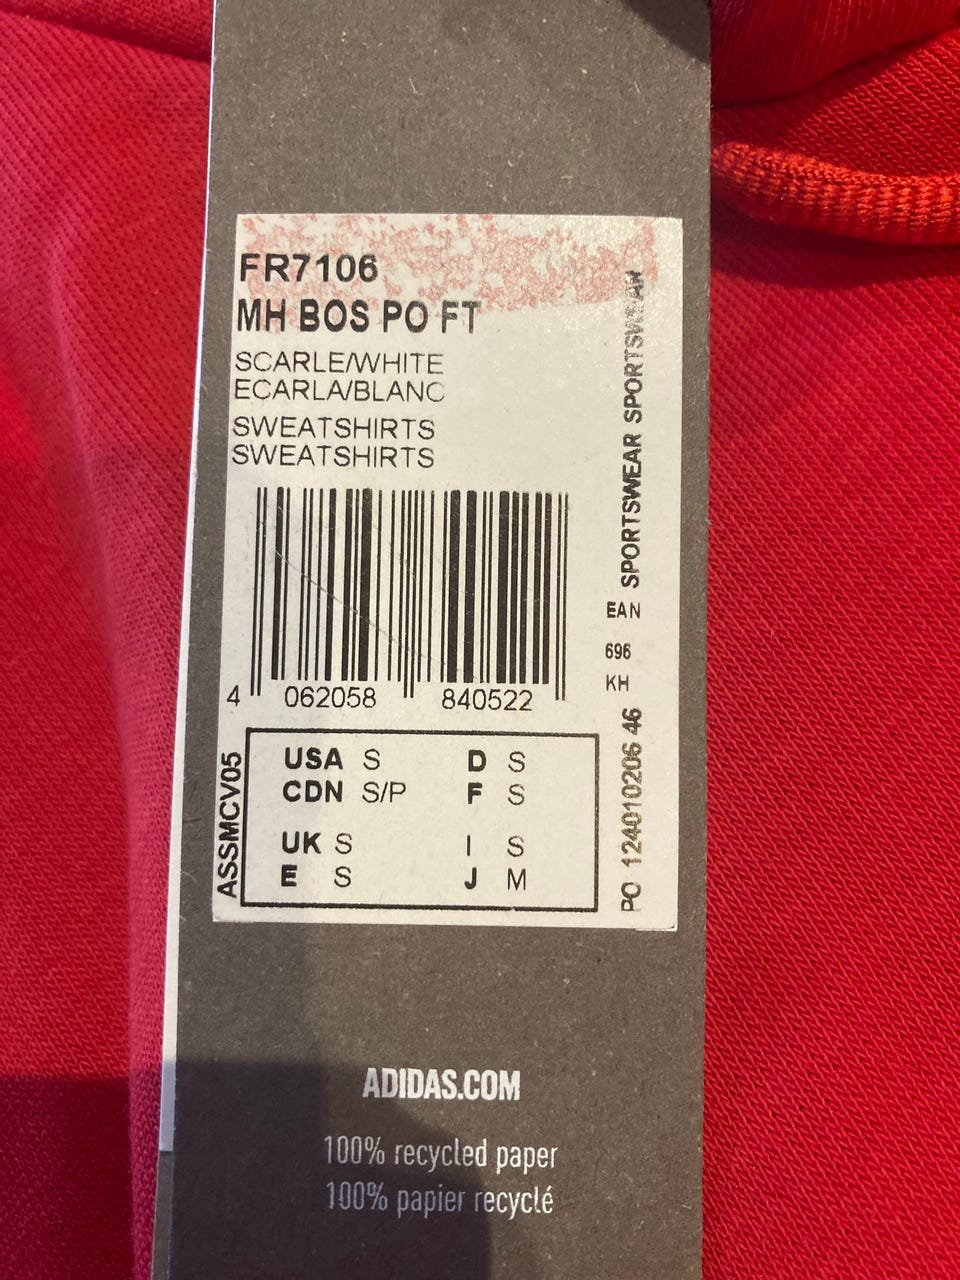 FR7106
MH BOS PO FT
SCARLE/WHITE
ECARLA/BLANC
SWEATSHIRTS
SWEATSHIRTS
SPORTSWEAR SPORTSWEAR
EAN
696
KH
4 062058 840522
PO 124010206 46
ASSMCV05
USA S D S
CDN S/P F S
UK S I S
E S J M
ADIDAS.COM
100% recycled paper
100% papier recyclé